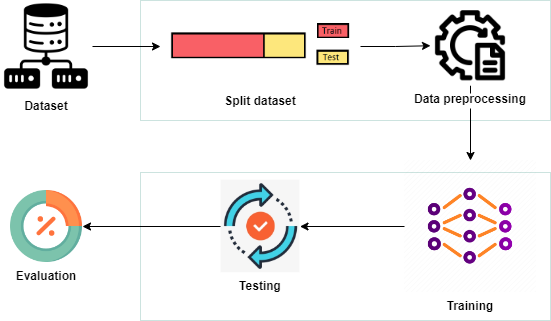 Train
Test
Dataset
Split dataset
Data preprocessing
Evaluation
Testing
Training